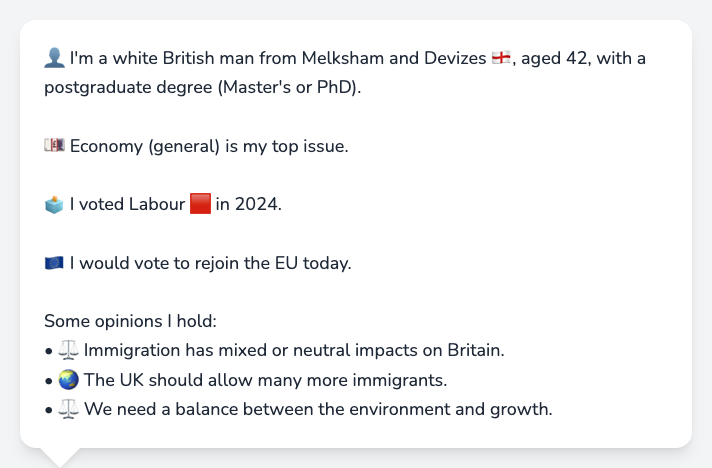 👤 I'm a white British man from Melksham and Devizes 🏴󠁧󠁢󠁥󠁮󠁧󠁿, aged 42, with a
postgraduate degree (Master's or PhD).
💷 Economy (general) is my top issue.
🗳️ I voted Labour 🟥 in 2024.
🇪🇺 I would vote to rejoin the EU today.
Some opinions I hold:
• ⚖️ Immigration has mixed or neutral impacts on Britain.
• 🌏 The UK should allow many more immigrants.
• ⚖️ We need a balance between the environment and growth.